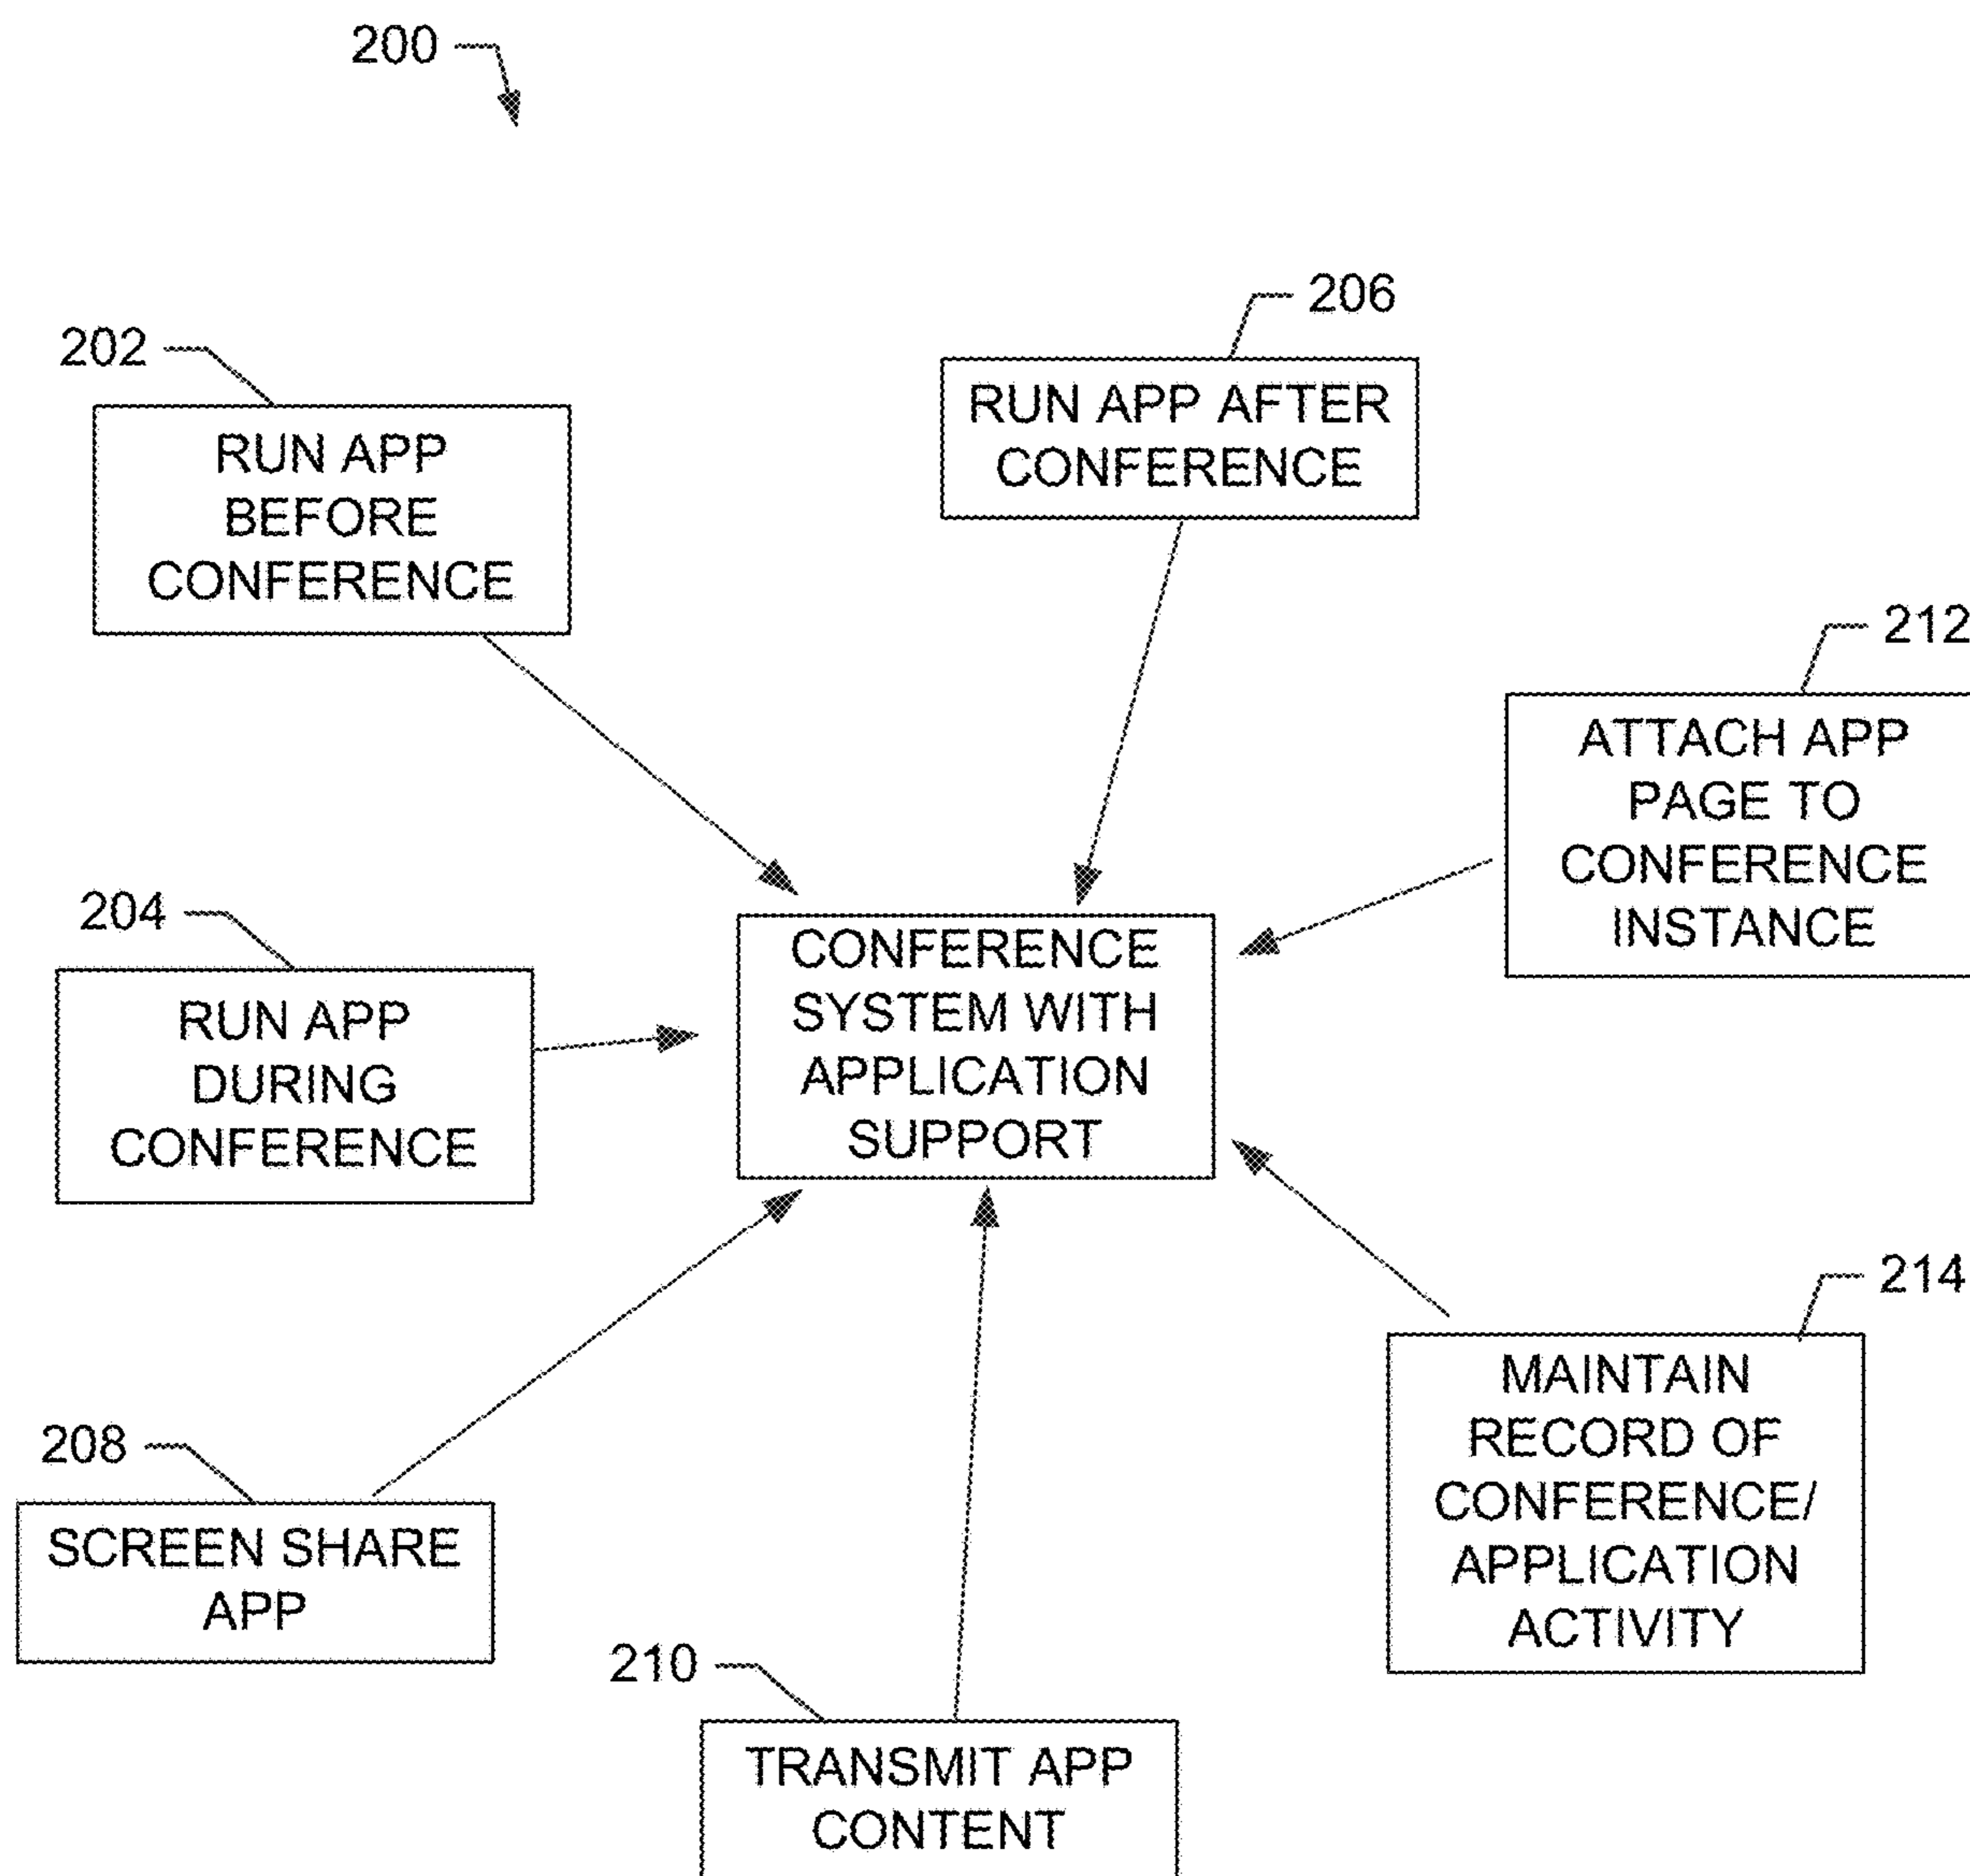 200
206
202
RUN APP AFTER
CONFERENCE
RUN APP
BEFORE
CONFERENCE
212
ATTACH APP
PAGE TO
CONFERENCE
INSTANCE
204
RUN APP
DURING
CONFERENCE
CONFERENCE
SYSTEM WITH
APPLICATION
SUPPORT
214
MAINTAIN
RECORD OF
CONFERENCE/
APPLICATION
ACTIVITY
208
SCREEN SHARE
APP
210
TRANSMIT APP
CONTENT